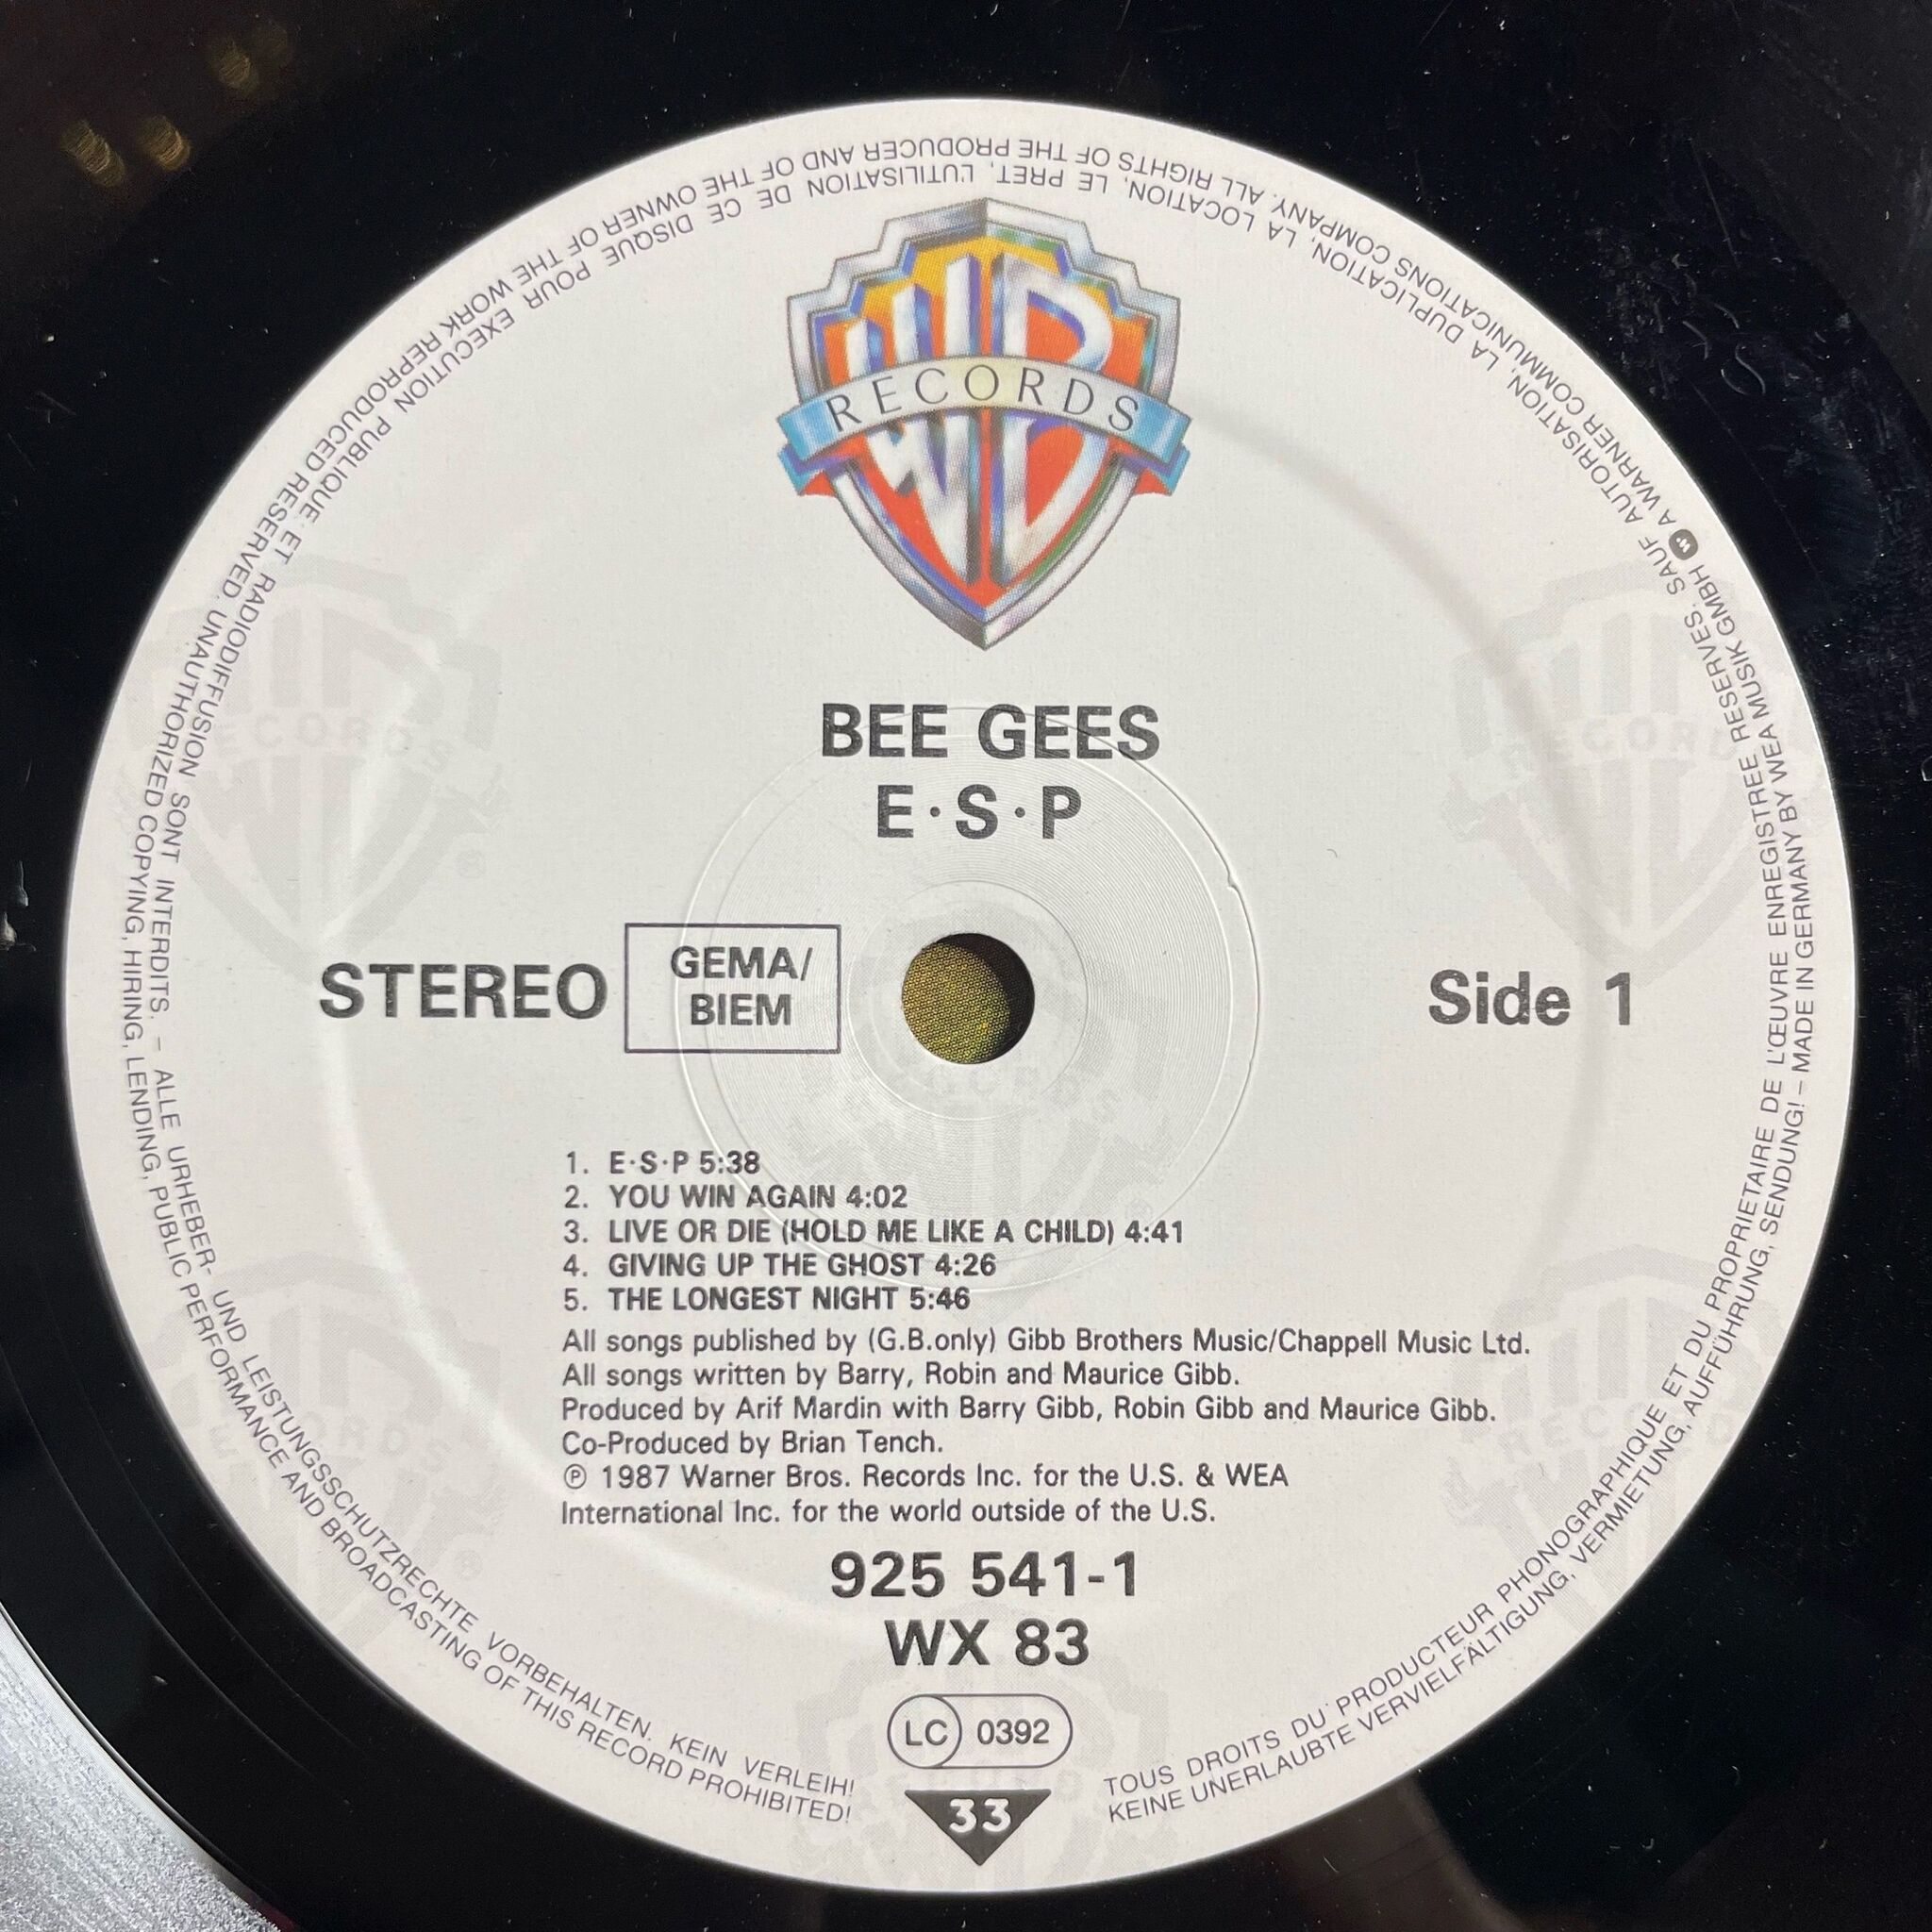 WB
RECORDS
BEE GEES
E·S·P
STEREO
GEMA/
BIEM
Side 1
1. E·S·P 5:38
2. YOU WIN AGAIN 4:02
3. LIVE OR DIE (HOLD ME LIKE A CHILD) 4:41
4. GIVING UP THE GHOST 4:26
5. THE LONGEST NIGHT 5:46
All songs published by (G.B.only) Gibb Brothers Music/Chappell Music Ltd.
All songs written by Barry, Robin and Maurice Gibb.
Produced by Arif Mardin with Barry Gibb, Robin Gibb and Maurice Gibb.
Co-Produced by Brian Tench.
℗ 1987 Warner Bros. Records Inc. for the U.S. & WEA
International Inc. for the world outside of the U.S.
925 541-1
WX 83
LC 0392
33
TOUS DROITS DU PRODUCTEUR PHONOGRAPHIQUE ET DU PROPRIETAIRE DE L'ŒUVRE ENREGISTREE RESERVES. SAUF AUTORISATION, LA DUPLICATION, LA LOCATION, LE PRET, L'UTILISATION DE CE DISQUE POUR EXECUTION PUBLIQUE ET RADIODIFFUSION SONT INTERDITS. – ALLE URHEBER- UND LEISTUNGSSCHUTZRECHTE VORBEHALTEN. KEIN VERLEIH!
KEINE UNERLAUBTE VERVIELFÄLTIGUNG, VERMIETUNG, AUFFÜHRUNG, SENDUNG! – MADE IN GERMANY BY WEA MUSIK GMBH A WARNER COMMUNICATIONS COMPANY. ALL RIGHTS OF THE PRODUCER AND OF THE OWNER OF THE WORK REPRODUCED RESERVED. UNAUTHORIZED COPYING, HIRING, LENDING, PUBLIC PERFORMANCE AND BROADCASTING OF THIS RECORD PROHIBITED!